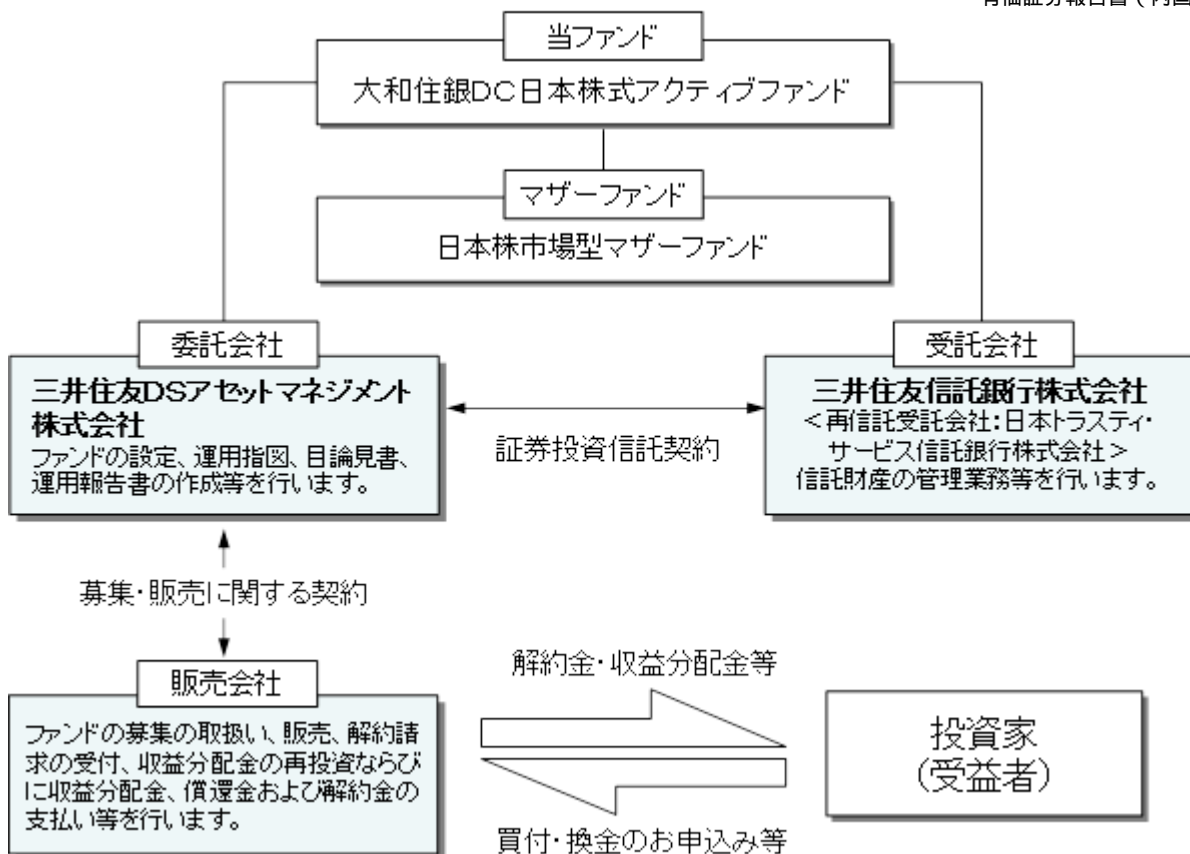 当ファンド
大和住銀DC日本株式アクティブファンド
マザーファンド
日本株市場型マザーファンド
委託会社
三井住友DSアセットマネジメント
株式会社
ファンドの設定、運用指図、目論見書、
運用報告書の作成等を行います。
証券投資信託契約
受託会社
三井住友信託銀行株式会社
<再信託受託会社:日本トラスティ・
サービス信託銀行株式会社>
信託財産の管理業務等を行います。
募集・販売に関する契約
販売会社
ファンドの募集の取扱い、販売、解約請
求の受付、収益分配金の再投資ならび
に収益分配金、償還金および解約金の
支払い等を行います。
解約金・収益分配金等
買付・換金のお申込み等
投資家
(受益者)